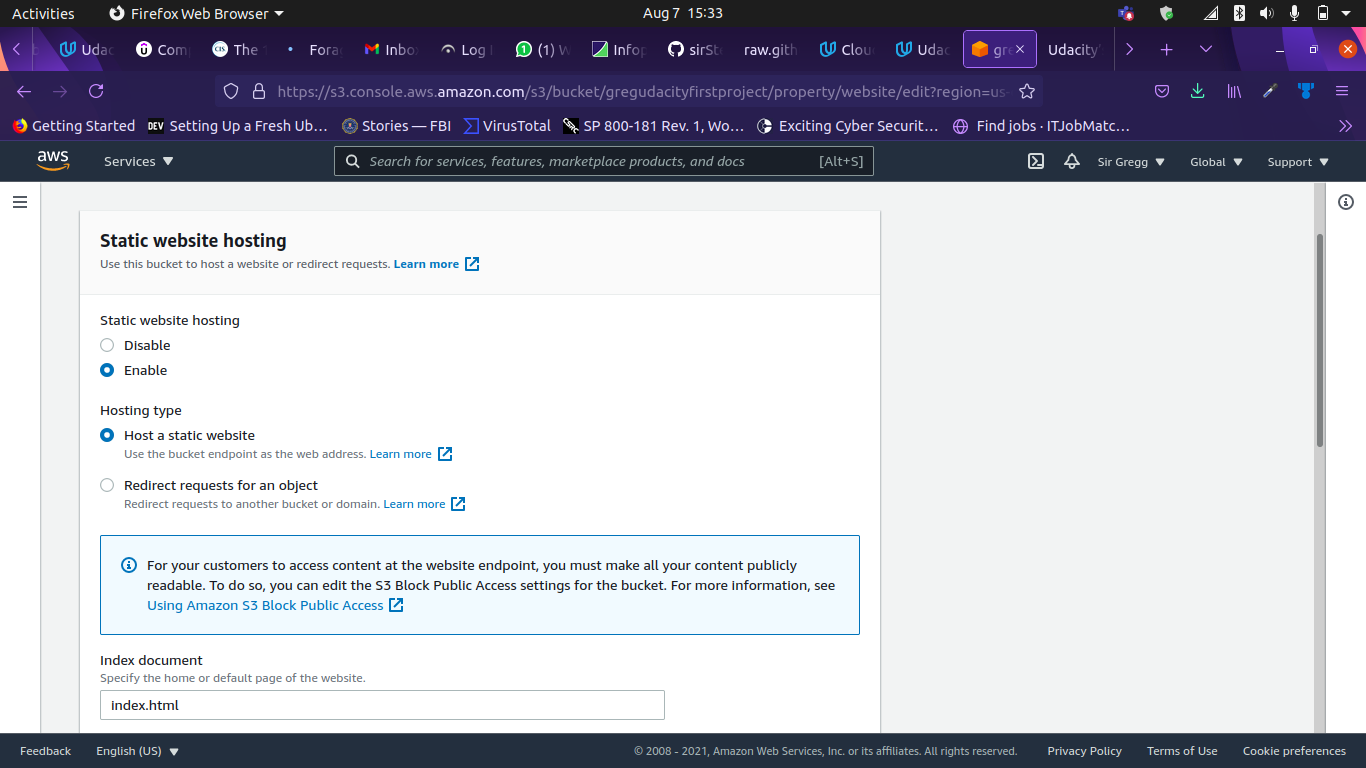 Activities Firefox Web Browser Aug 7 15:33
Udac Com The Fora Inbo Log (1) W Infop sirSt raw.gith Clou Udac gre Udacity
https://s3.console.aws.amazon.com/s3/bucket/gregudacityfirstproject/property/website/edit?region=us-
Getting Started DEV Setting Up a Fresh Ub… Stories — FBI VirusTotal SP 800-181 Rev. 1, Wo… Exciting Cyber Securit… Find jobs · ITJobMatc…
aws Services Search for services, features, marketplace products, and docs [Alt+S] Sir Gregg Global Support
Static website hosting
Use this bucket to host a website or redirect requests. Learn more
Static website hosting
Disable
Enable
Hosting type
Host a static website
Use the bucket endpoint as the web address. Learn more
Redirect requests for an object
Redirect requests to another bucket or domain. Learn more
For your customers to access content at the website endpoint, you must make all your content publicly
readable. To do so, you can edit the S3 Block Public Access settings for the bucket. For more information, see
Using Amazon S3 Block Public Access
Index document
Specify the home or default page of the website.
index.html
Feedback English (US) © 2008 - 2021, Amazon Web Services, Inc. or its affiliates. All rights reserved. Privacy Policy Terms of Use Cookie preferences